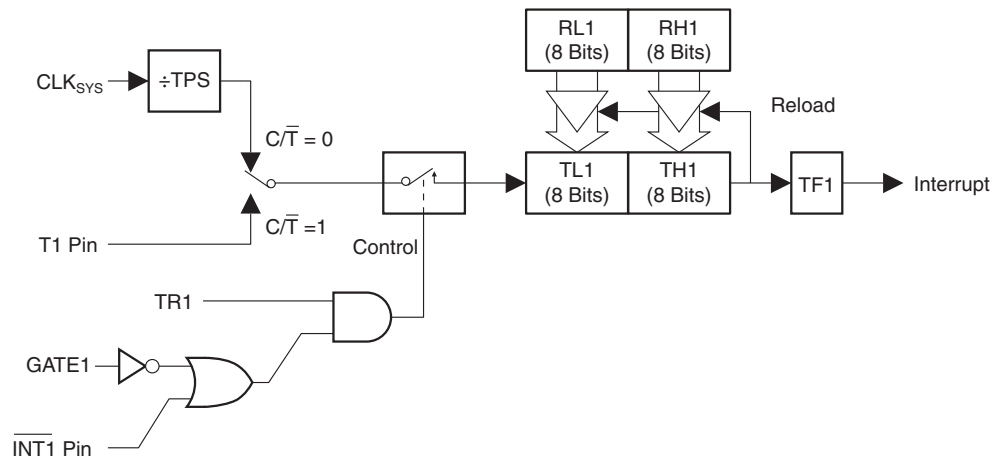 RL1
(8 Bits)
RH1
(8 Bits)
CLKSYS
÷TPS
Reload
C/T̅ = 0
TL1
(8 Bits)
TH1
(8 Bits)
TF1
Interrupt
C/T̅ =1
T1 Pin
Control
TR1
GATE1
I̅N̅T̅1̅ Pin